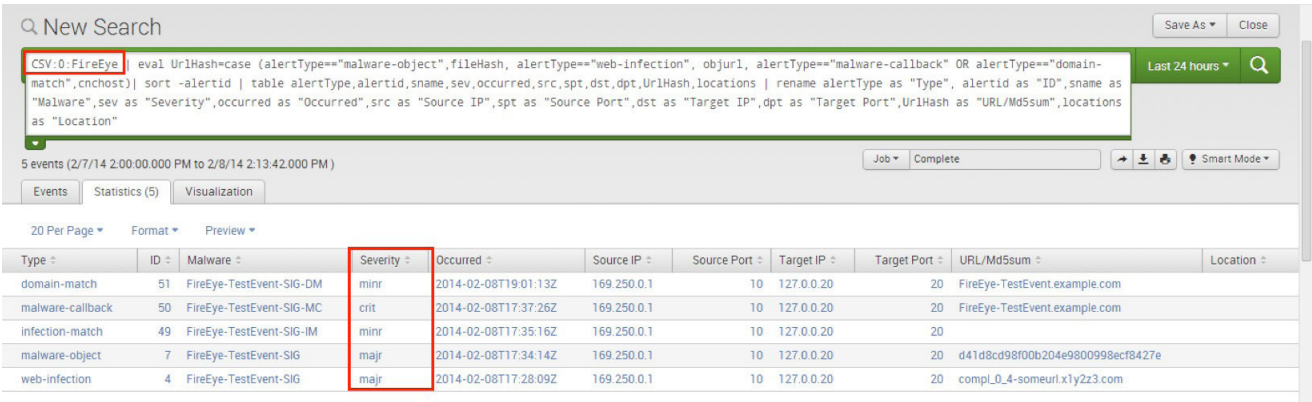 New Search
Save As Close
CSV:0:FireEye | eval UrlHash=case (alertType=="malware-object",fileHash, alertType=="web-infection", objurl, alertType=="malware-callback" OR alertType=="domain-
match",cnchost)| sort -alertid | table alertType,alertid,sname,sev,occurred,src,spt,dst,dpt,UrlHash,locations | rename alertType as "Type", alertid as "ID",sname as
"Malware",sev as "Severity",occurred as "Occurred",src as "Source IP",spt as "Source Port",dst as "Target IP",dpt as "Target Port",UrlHash as "URL/Md5sum",locations
as "Location"
Last 24 hours
5 events (2/7/14 2:00:00.000 PM to 2/8/14 2:13:42.000 PM )
Job Complete Smart Mode
Events Statistics (5) Visualization
20 Per Page Format Preview
Type ID Malware Severity Occurred Source IP Source Port Target IP Target Port URL/Md5sum Location
domain-match 51 FireEye-TestEvent-SIG-DM minr 2014-02-08T19:01:13Z 169.250.0.1 10 127.0.0.20 20 FireEye-TestEvent.example.com
malware-callback 50 FireEye-TestEvent-SIG-MC crit 2014-02-08T17:37:26Z 169.250.0.1 10 127.0.0.20 20 FireEye-TestEvent.example.com
infection-match 49 FireEye-TestEvent-SIG-IM minr 2014-02-08T17:35:16Z 169.250.0.1 10 127.0.0.20 20
malware-object 7 FireEye-TestEvent-SIG majr 2014-02-08T17:34:14Z 169.250.0.1 10 127.0.0.20 20 d41d8cd98f00b204e9800998ecf8427e
web-infection 4 FireEye-TestEvent-SIG majr 2014-02-08T17:28:09Z 169.250.0.1 10 127.0.0.20 20 compl_0_4-someurl.x1y2z3.com